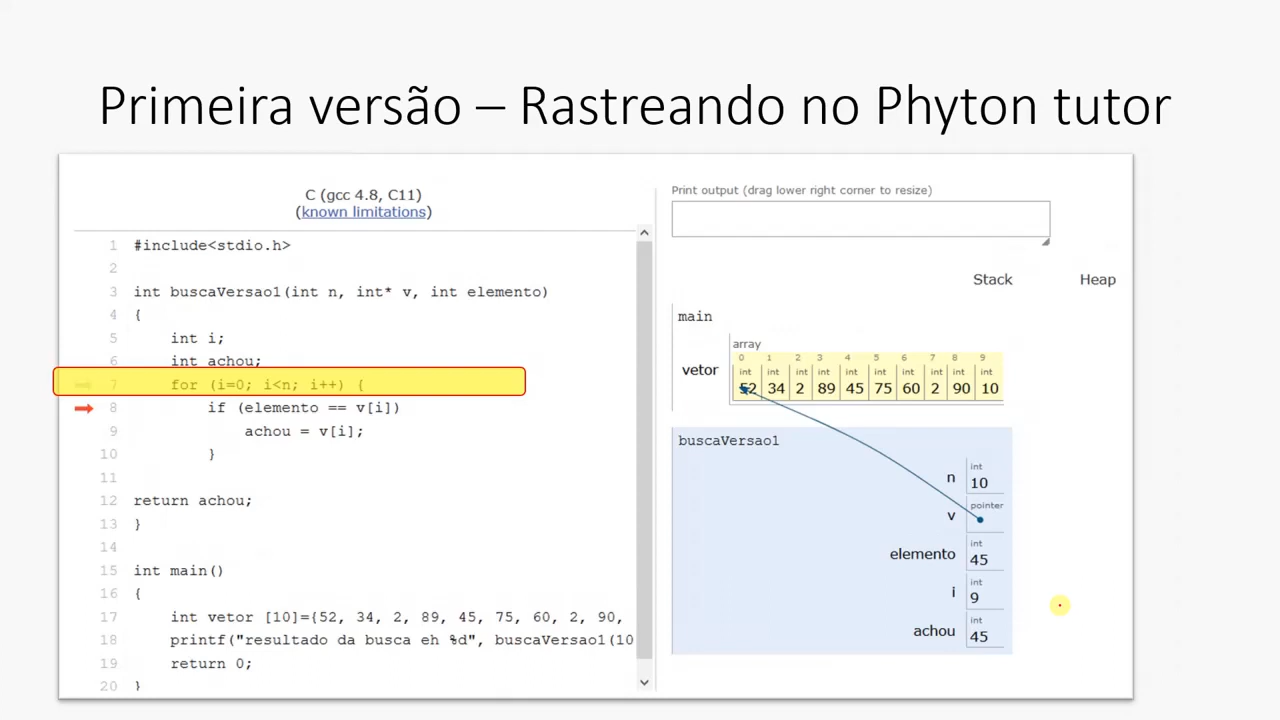 Primeira versão – Rastreando no Phyton tutor
C (gcc 4.8, C11)
(known limitations)
1 #include<stdio.h>
2
3 int buscaVersao1(int n, int* v, int elemento)
4 {
5 int i;
6 int achou;
7 for (i=0; i<n; i++) {
8 if (elemento == v[i])
9 achou = v[i];
10 }
11
12 return achou;
13 }
14
15 int main()
16 {
17 int vetor [10]={52, 34, 2, 89, 45, 75, 60, 2, 90,
18 printf("resultado da busca eh %d", buscaVersao1(10
19 return 0;
20 }
Print output (drag lower right corner to resize)
Stack Heap
main
array
0 1 2 3 4 5 6 7 8 9
int int int int int int int int int int
vetor 52 34 2 89 45 75 60 2 90 10
buscaVersao1
int
n 10
pointer
v
int
elemento 45
int
i 9
int
achou 45